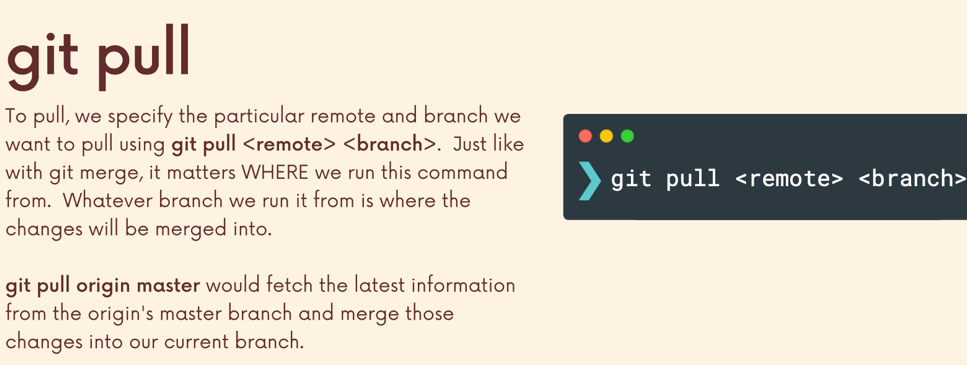 git pull
To pull, we specify the particular remote and branch we
want to pull using git pull <remote> <branch>.  Just like
with git merge, it matters WHERE we run this command
from.  Whatever branch we run it from is where the
changes will be merged into.
git pull origin master would fetch the latest information
from the origin's master branch and merge those
changes into our current branch.
❯ git pull <remote> <branch>